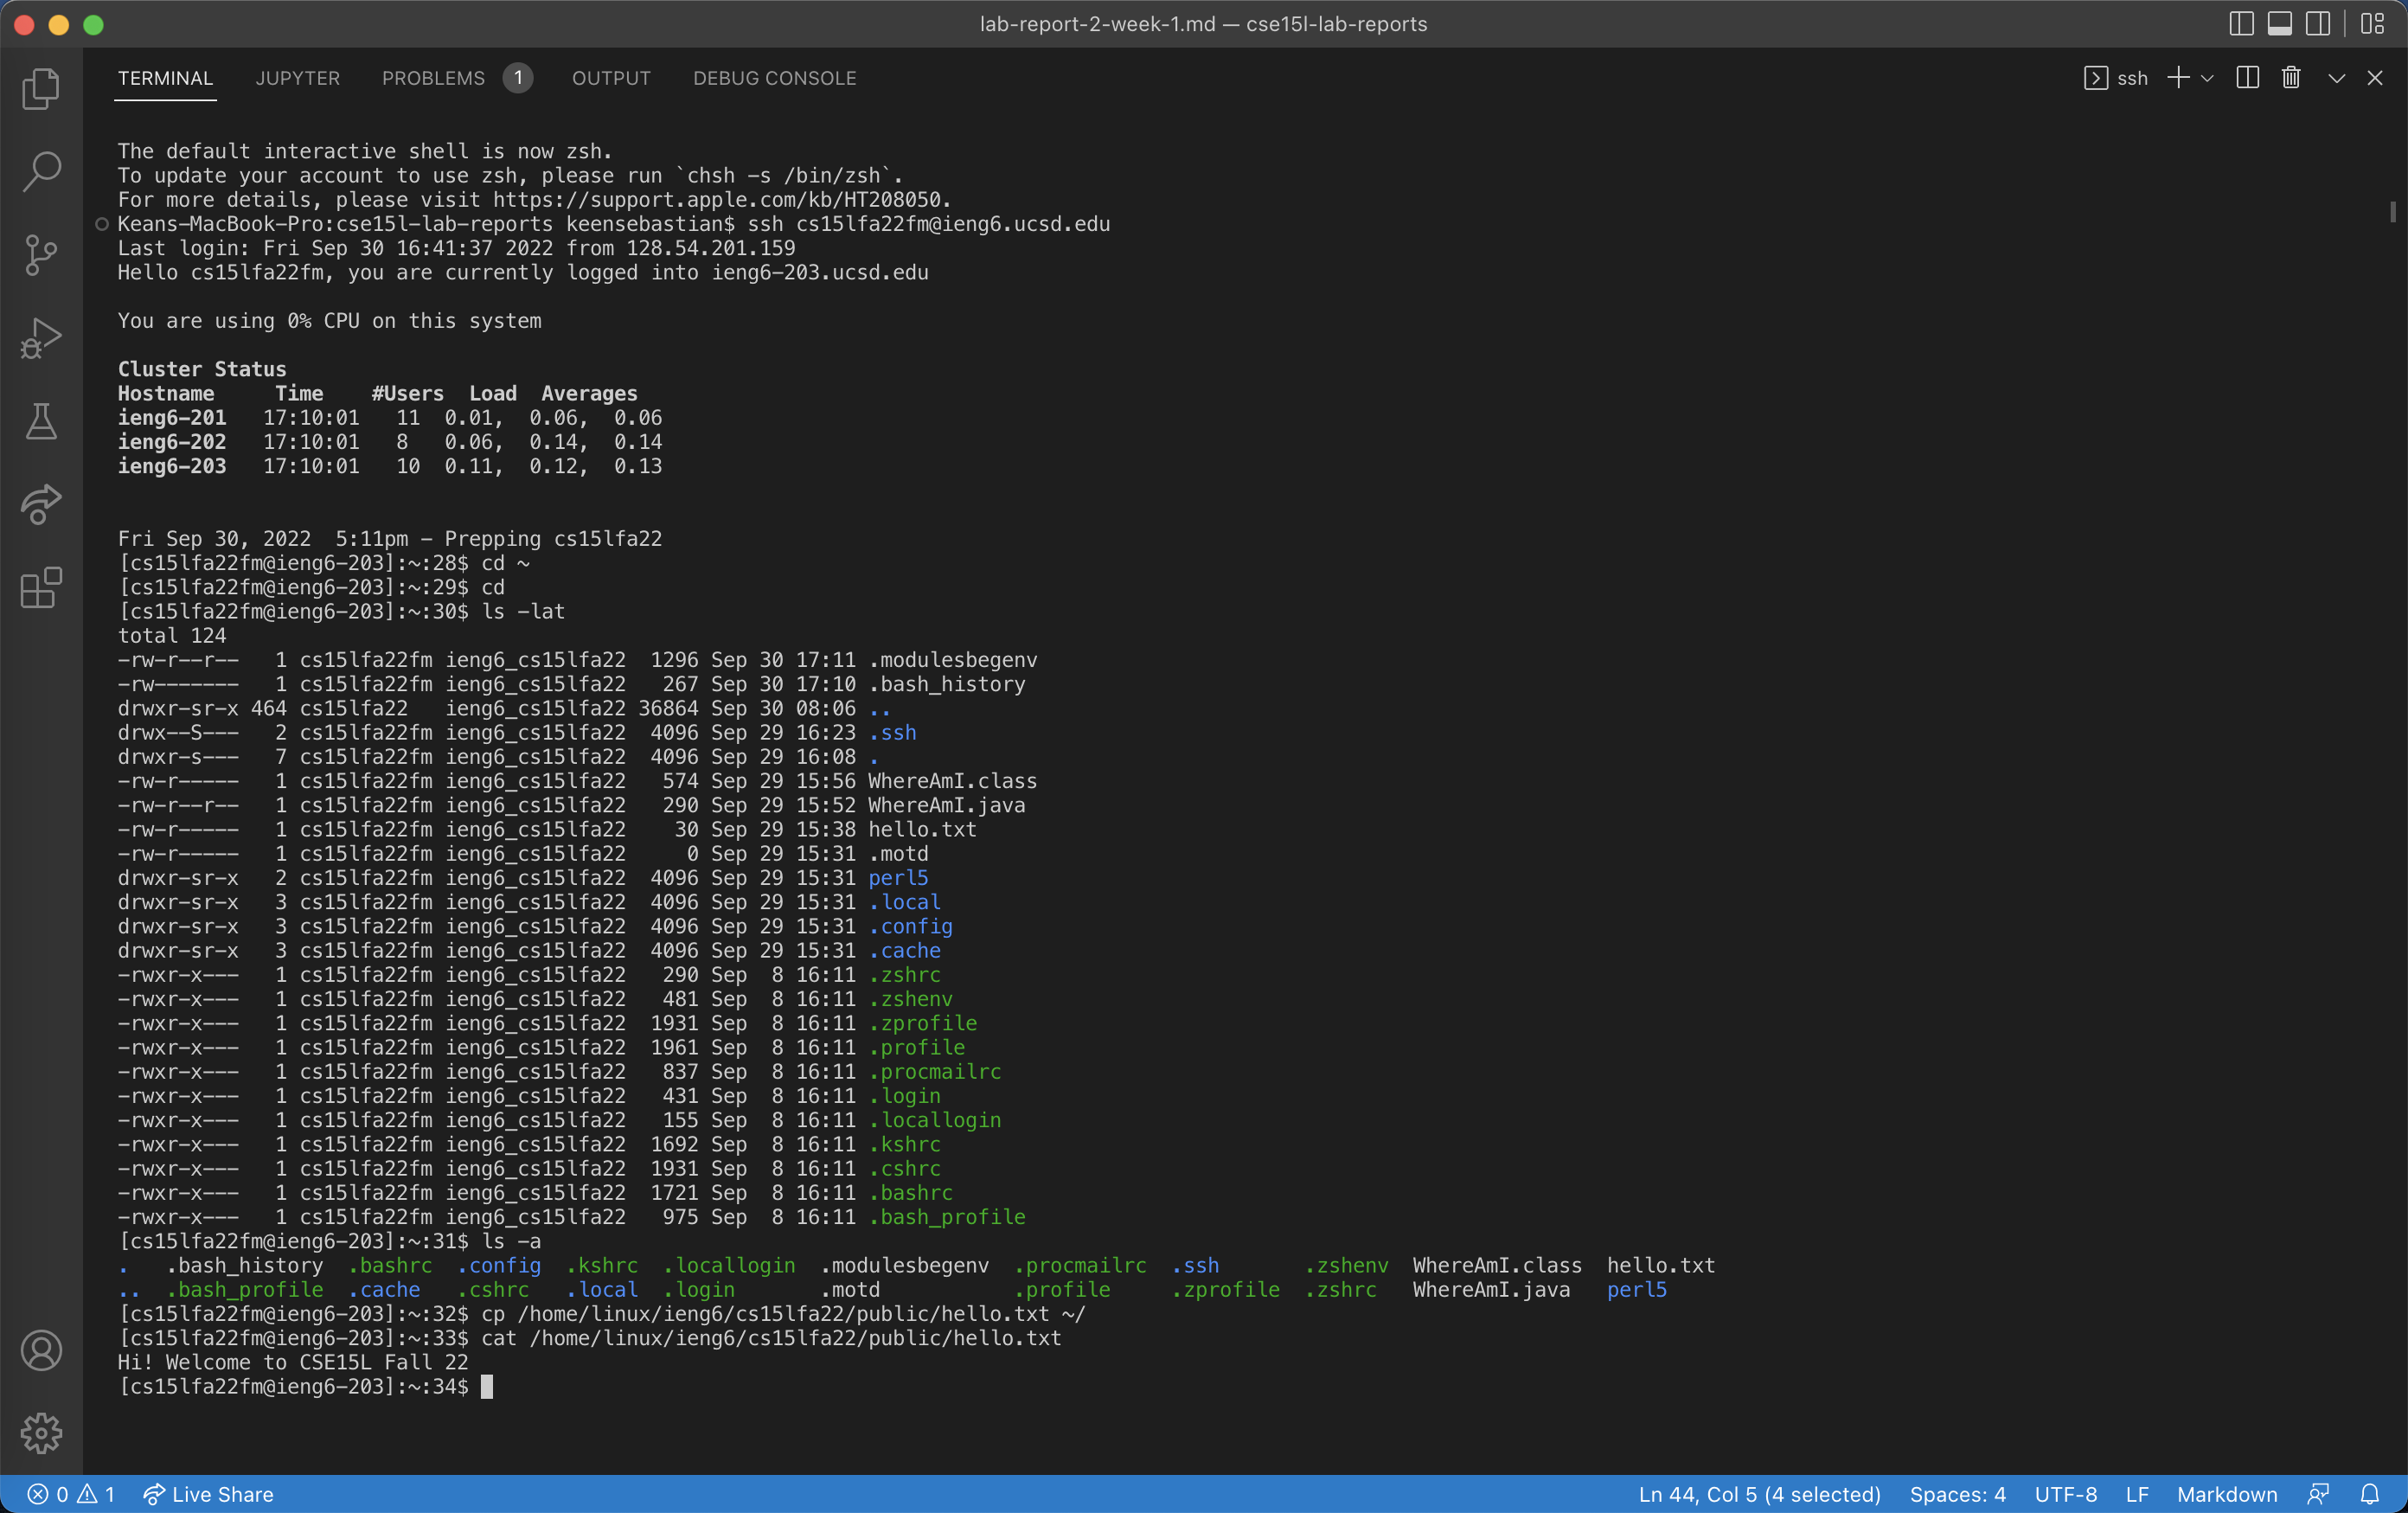 lab-report-2-week-1.md — cse15l-lab-reports
TERMINAL JUPYTER PROBLEMS 1 OUTPUT DEBUG CONSOLE ssh
The default interactive shell is now zsh.
To update your account to use zsh, please run `chsh -s /bin/zsh`.
For more details, please visit https://support.apple.com/kb/HT208050.
Keans-MacBook-Pro:cse15l-lab-reports keensebastian$ ssh cs15lfa22fm@ieng6.ucsd.edu
Last login: Fri Sep 30 16:41:37 2022 from 128.54.201.159
Hello cs15lfa22fm, you are currently logged into ieng6-203.ucsd.edu
You are using 0% CPU on this system
Cluster Status
Hostname     Time    #Users  Load  Averages
ieng6-201   17:10:01   11  0.01,  0.06,  0.06
ieng6-202   17:10:01   8   0.06,  0.14,  0.14
ieng6-203   17:10:01   10  0.11,  0.12,  0.13
Fri Sep 30, 2022  5:11pm - Prepping cs15lfa22
[cs15lfa22fm@ieng6-203]:~:28$ cd ~
[cs15lfa22fm@ieng6-203]:~:29$ cd
[cs15lfa22fm@ieng6-203]:~:30$ ls -lat
total 124
-rw-r--r--   1 cs15lfa22fm ieng6_cs15lfa22  1296 Sep 30 17:11 .modulesbegenv
-rw-------   1 cs15lfa22fm ieng6_cs15lfa22   267 Sep 30 17:10 .bash_history
drwxr-sr-x 464 cs15lfa22   ieng6_cs15lfa22 36864 Sep 30 08:06 ..
drwx--S---   2 cs15lfa22fm ieng6_cs15lfa22  4096 Sep 29 16:23 .ssh
drwxr-s---   7 cs15lfa22fm ieng6_cs15lfa22  4096 Sep 29 16:08 .
-rw-r-----   1 cs15lfa22fm ieng6_cs15lfa22   574 Sep 29 15:56 WhereAmI.class
-rw-r--r--   1 cs15lfa22fm ieng6_cs15lfa22   290 Sep 29 15:52 WhereAmI.java
-rw-r-----   1 cs15lfa22fm ieng6_cs15lfa22    30 Sep 29 15:38 hello.txt
-rw-r-----   1 cs15lfa22fm ieng6_cs15lfa22     0 Sep 29 15:31 .motd
drwxr-sr-x   2 cs15lfa22fm ieng6_cs15lfa22  4096 Sep 29 15:31 perl5
drwxr-sr-x   3 cs15lfa22fm ieng6_cs15lfa22  4096 Sep 29 15:31 .local
drwxr-sr-x   3 cs15lfa22fm ieng6_cs15lfa22  4096 Sep 29 15:31 .config
drwxr-sr-x   3 cs15lfa22fm ieng6_cs15lfa22  4096 Sep 29 15:31 .cache
-rwxr-x---   1 cs15lfa22fm ieng6_cs15lfa22   290 Sep  8 16:11 .zshrc
-rwxr-x---   1 cs15lfa22fm ieng6_cs15lfa22   481 Sep  8 16:11 .zshenv
-rwxr-x---   1 cs15lfa22fm ieng6_cs15lfa22  1931 Sep  8 16:11 .zprofile
-rwxr-x---   1 cs15lfa22fm ieng6_cs15lfa22  1961 Sep  8 16:11 .profile
-rwxr-x---   1 cs15lfa22fm ieng6_cs15lfa22   837 Sep  8 16:11 .procmailrc
-rwxr-x---   1 cs15lfa22fm ieng6_cs15lfa22   431 Sep  8 16:11 .login
-rwxr-x---   1 cs15lfa22fm ieng6_cs15lfa22   155 Sep  8 16:11 .locallogin
-rwxr-x---   1 cs15lfa22fm ieng6_cs15lfa22  1692 Sep  8 16:11 .kshrc
-rwxr-x---   1 cs15lfa22fm ieng6_cs15lfa22  1931 Sep  8 16:11 .cshrc
-rwxr-x---   1 cs15lfa22fm ieng6_cs15lfa22  1721 Sep  8 16:11 .bashrc
-rwxr-x---   1 cs15lfa22fm ieng6_cs15lfa22   975 Sep  8 16:11 .bash_profile
[cs15lfa22fm@ieng6-203]:~:31$ ls -a
.   .bash_history  .bashrc  .config  .kshrc  .locallogin  .modulesbegenv  .procmailrc  .ssh       .zshenv  WhereAmI.class  hello.txt
..  .bash_profile  .cache   .cshrc   .local  .login       .motd           .profile     .zprofile  .zshrc   WhereAmI.java   perl5
[cs15lfa22fm@ieng6-203]:~:32$ cp /home/linux/ieng6/cs15lfa22/public/hello.txt ~/
[cs15lfa22fm@ieng6-203]:~:33$ cat /home/linux/ieng6/cs15lfa22/public/hello.txt
Hi! Welcome to CSE15L Fall 22
[cs15lfa22fm@ieng6-203]:~:34$
0 1 Live Share Ln 44, Col 5 (4 selected) Spaces: 4 UTF-8 LF Markdown